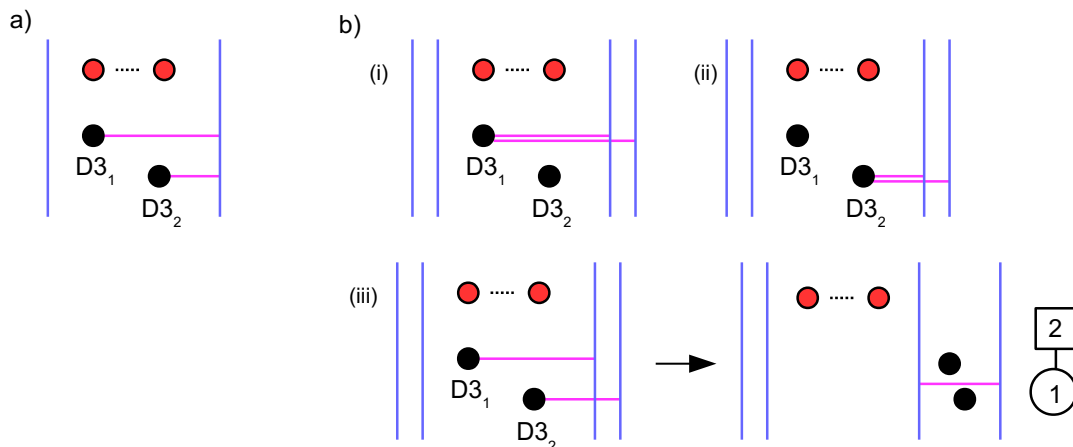 a)
b)
(i)
(ii)
D3₁
D3₂
D3₁
D3₂
D3₁
D3₂
(iii)
D3₁
D3₂
2
1